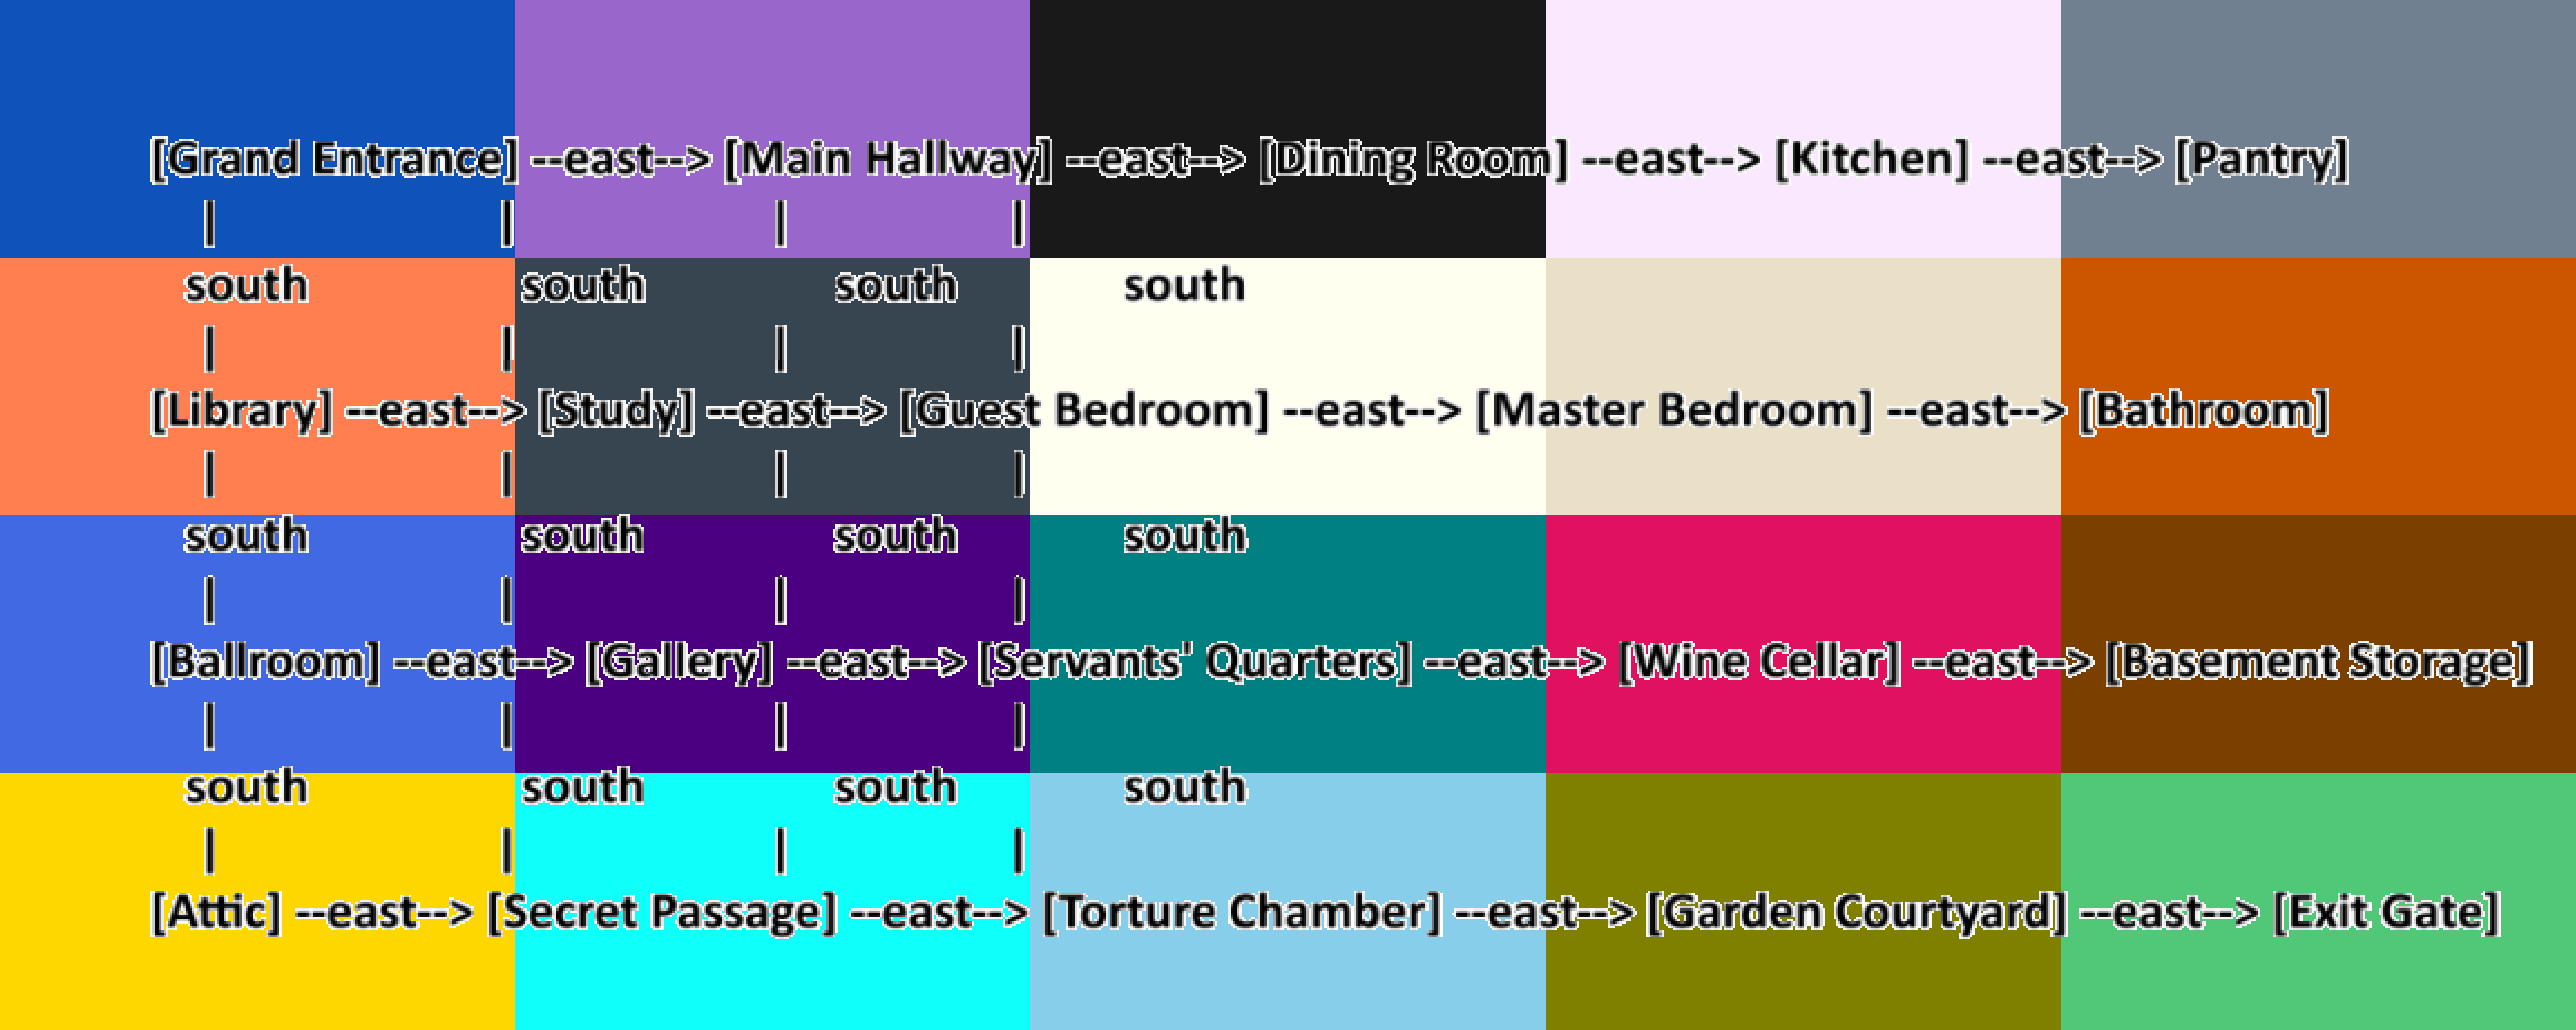 [Grand Entrance] --east--> [Main Hallway] --east--> [Dining Room] --east--> [Kitchen] --east--> [Pantry]
| | | |
south south south south
| | | |
[Library] --east--> [Study] --east--> [Guest Bedroom] --east--> [Master Bedroom] --east--> [Bathroom]
| | | |
south south south south
| | | |
[Ballroom] --east--> [Gallery] --east--> [Servants' Quarters] --east--> [Wine Cellar] --east--> [Basement Storage]
| | | |
south south south south
| | | |
[Attic] --east--> [Secret Passage] --east--> [Torture Chamber] --east--> [Garden Courtyard] --east--> [Exit Gate]